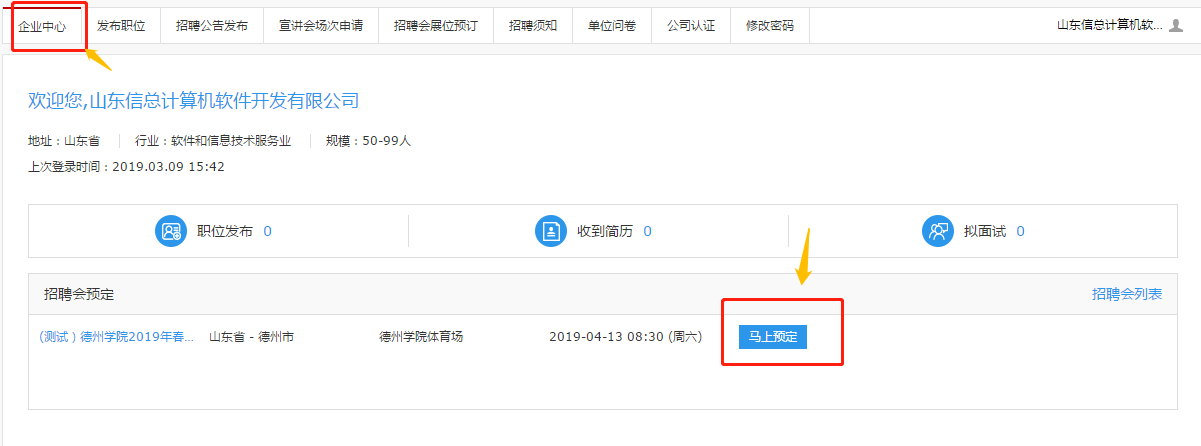 企业中心 发布职位 招聘公告发布 宣讲会场次申请 招聘会展位预订 招聘须知 单位问卷 公司认证 修改密码 山东信总计算机软...
欢迎您,山东信总计算机软件开发有限公司
地址：山东省 行业：软件和信息技术服务业 规模：50-99人
上次登录时间：2019.03.09 15:42
职位发布 0 收到简历 0 拟面试 0
招聘会预定 招聘会列表
(测试）德州学院2019年春... 山东省 - 德州市 德州学院体育场 2019-04-13 08:30 (周六) 马上预定